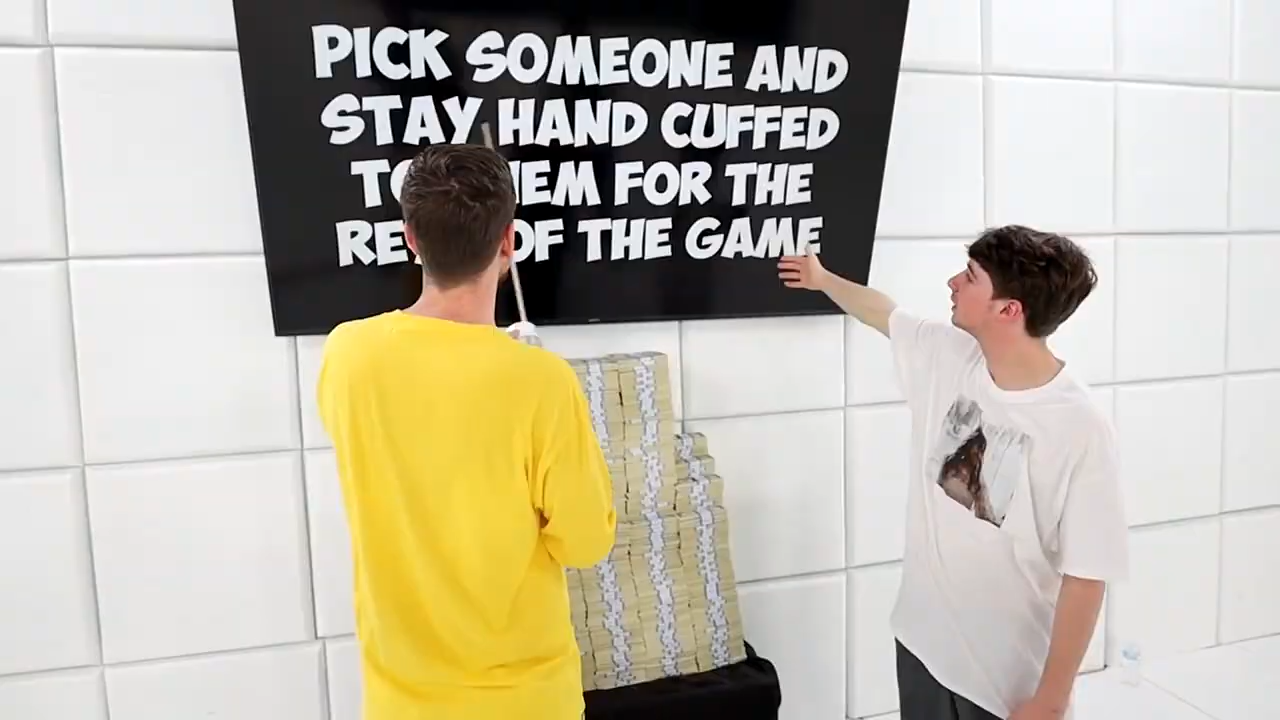 PICK SOMEONE AND
STAY HAND CUFFED
FOR THE
OF THE GAME